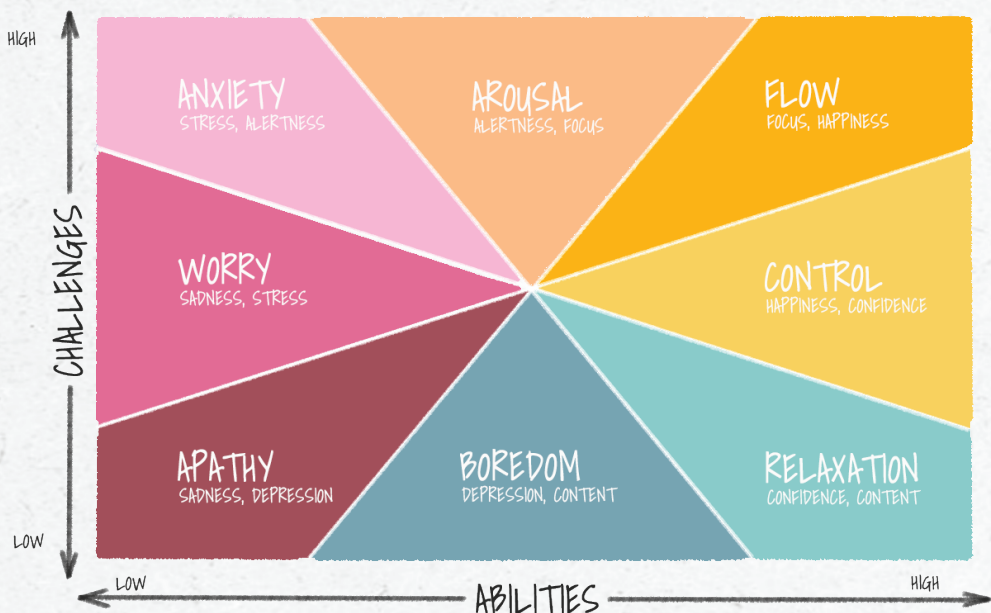 HIGH
ANXIETY
STRESS, ALERTNESS
AROUSAL
ALERTNESS, FOCUS
FLOW
FOCUS, HAPPINESS
CHALLENGES
WORRY
SADNESS, STRESS
CONTROL
HAPPINESS, CONFIDENCE
APATHY
SADNESS, DEPRESSION
BOREDOM
DEPRESSION, CONTENT
RELAXATION
CONFIDENCE, CONTENT
LOW
LOW
HIGH
ABILITIES